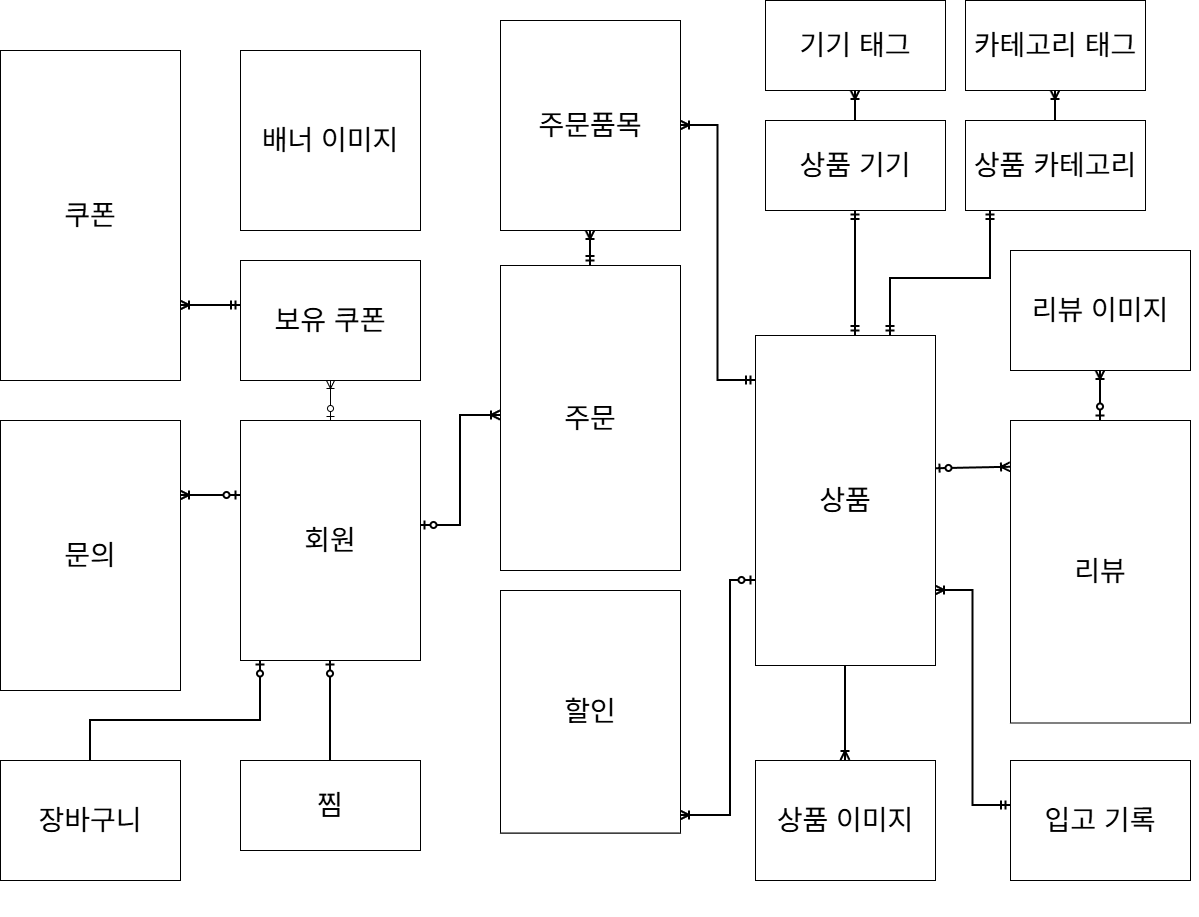 기기 태그
카테고리 태그
쿠폰
배너 이미지
주문품목
상품 기기
상품 카테고리
보유 쿠폰
리뷰 이미지
문의
회원
주문
상품
리뷰
할인
장바구니
찜
상품 이미지
입고 기록